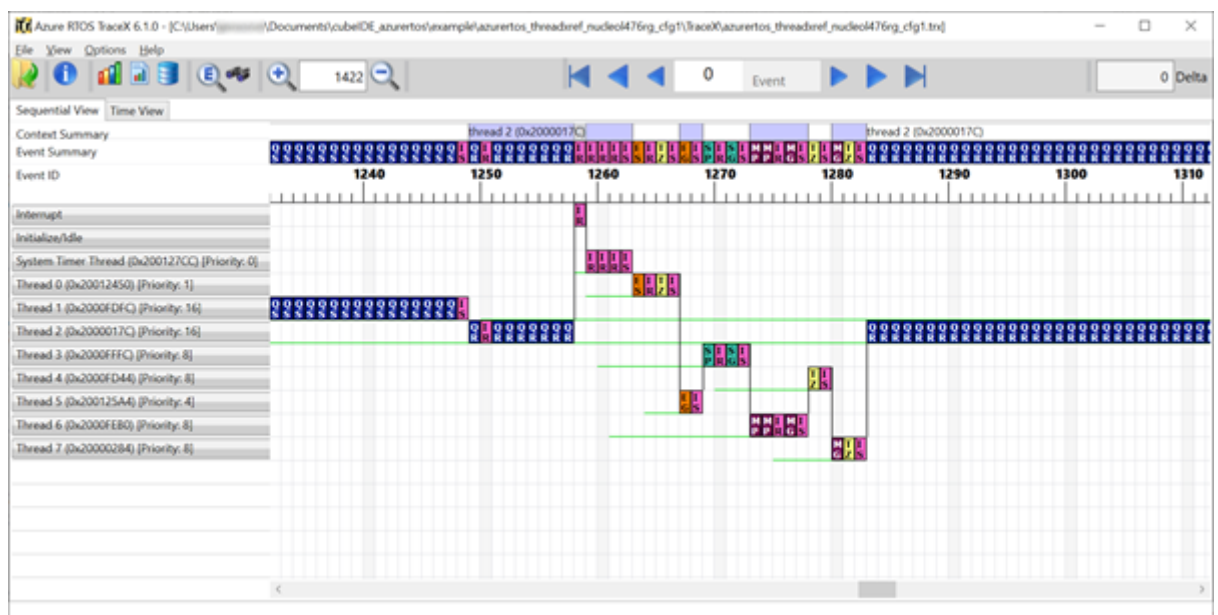 Azure RTOS TraceX 6.1.0 - [C:\Users\ \Documents\cubeIDE_azurertos\example\azurertos_threadxref_nucleol476rg_cfg1\TraceX\azurertos_threadxref_nucleol476rg_cfg1.trx]
File View Options Help
E 1422 0 Event 0 Delta
Sequential View Time View
Context Summary thread 2 (0x2000017C) thread 2 (0x2000017C)
Event Summary
Event ID 1240 1250 1260 1270 1280 1290 1300 1310
Interrupt
Initialize/Idle
System Timer Thread (0x200127CC) [Priority: 0]
Thread 0 (0x20012450) [Priority: 1]
Thread 1 (0x2000FDFC) [Priority: 16]
Thread 2 (0x2000017C) [Priority: 16]
Thread 3 (0x2000FFFC) [Priority: 8]
Thread 4 (0x2000FD44) [Priority: 8]
Thread 5 (0x200125A4) [Priority: 4]
Thread 6 (0x2000FEB0) [Priority: 8]
Thread 7 (0x20000284) [Priority: 8]